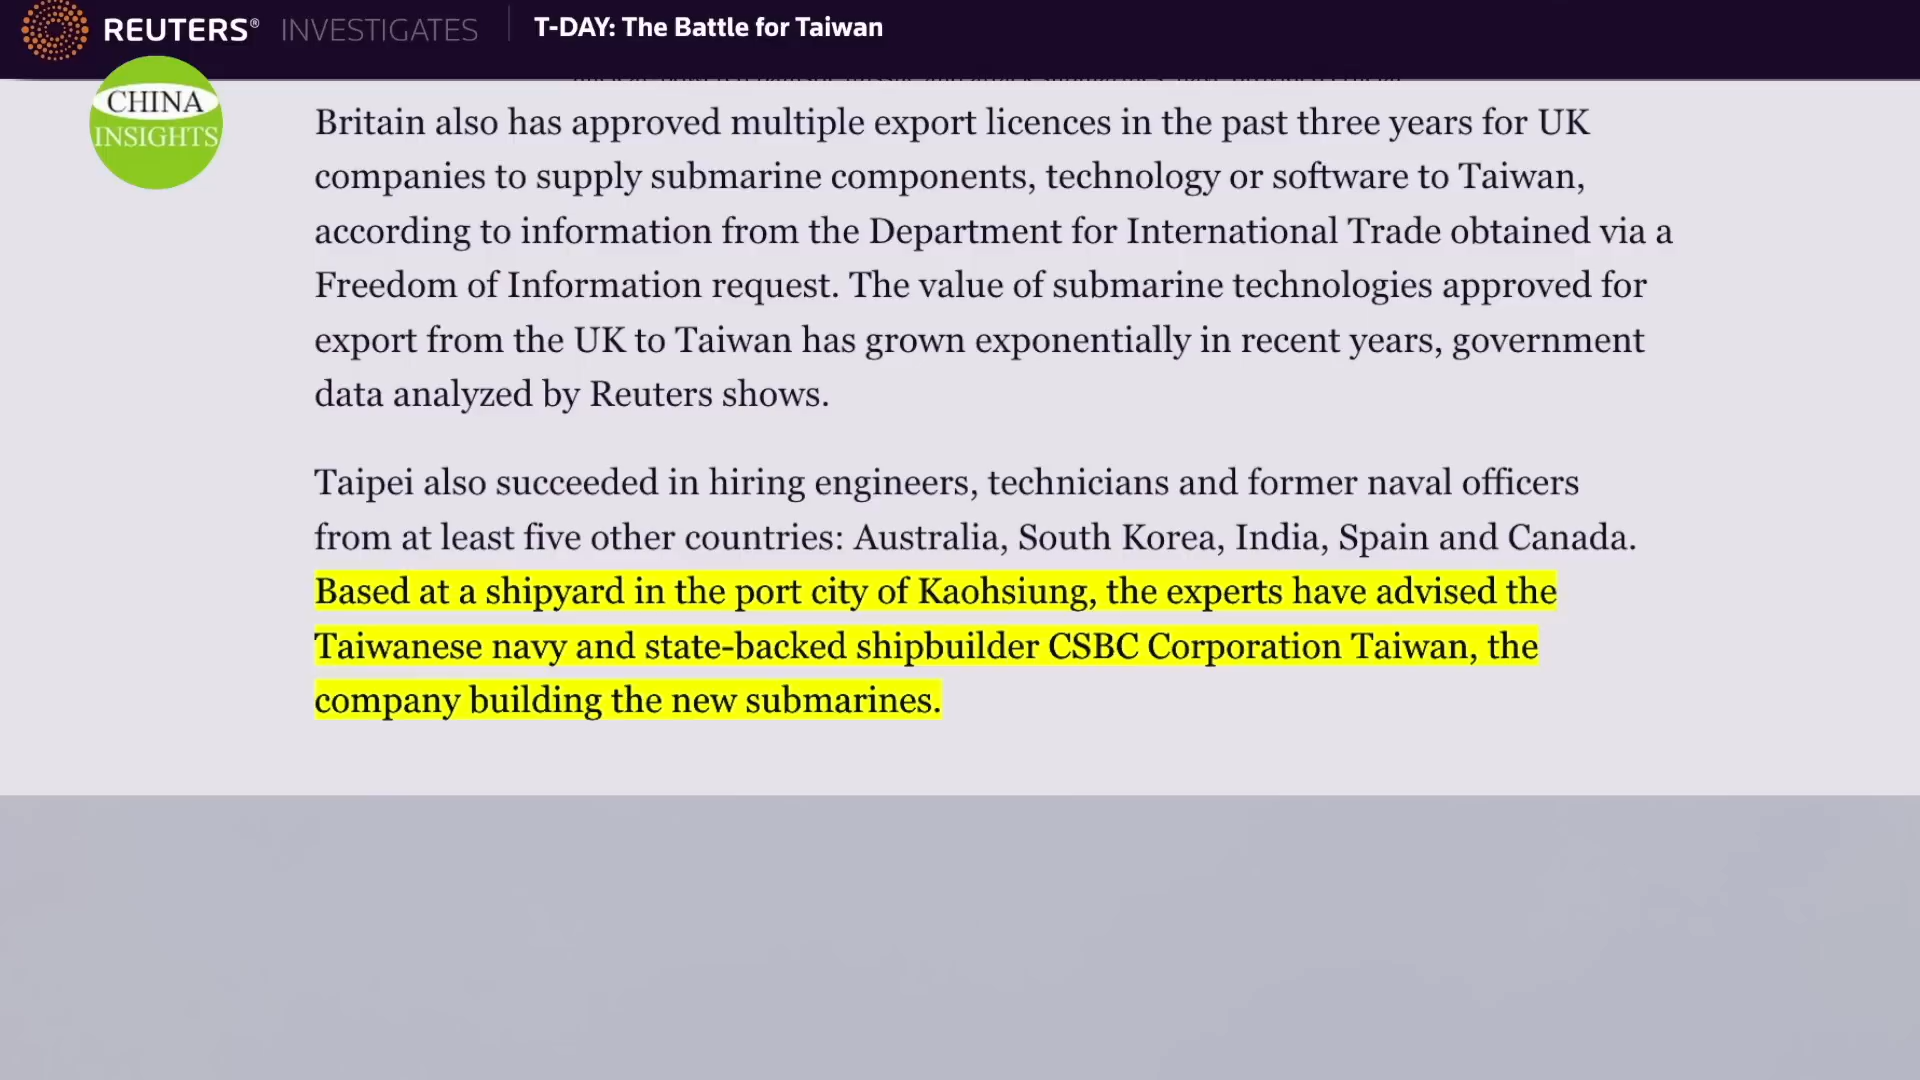 REUTERS® INVESTIGATES T-DAY: The Battle for Taiwan
CHINA
INSIGHTS
Britain also has approved multiple export licences in the past three years for UK
companies to supply submarine components, technology or software to Taiwan,
according to information from the Department for International Trade obtained via a
Freedom of Information request. The value of submarine technologies approved for
export from the UK to Taiwan has grown exponentially in recent years, government
data analyzed by Reuters shows.
Taipei also succeeded in hiring engineers, technicians and former naval officers
from at least five other countries: Australia, South Korea, India, Spain and Canada.
Based at a shipyard in the port city of Kaohsiung, the experts have advised the
Taiwanese navy and state-backed shipbuilder CSBC Corporation Taiwan, the
company building the new submarines.